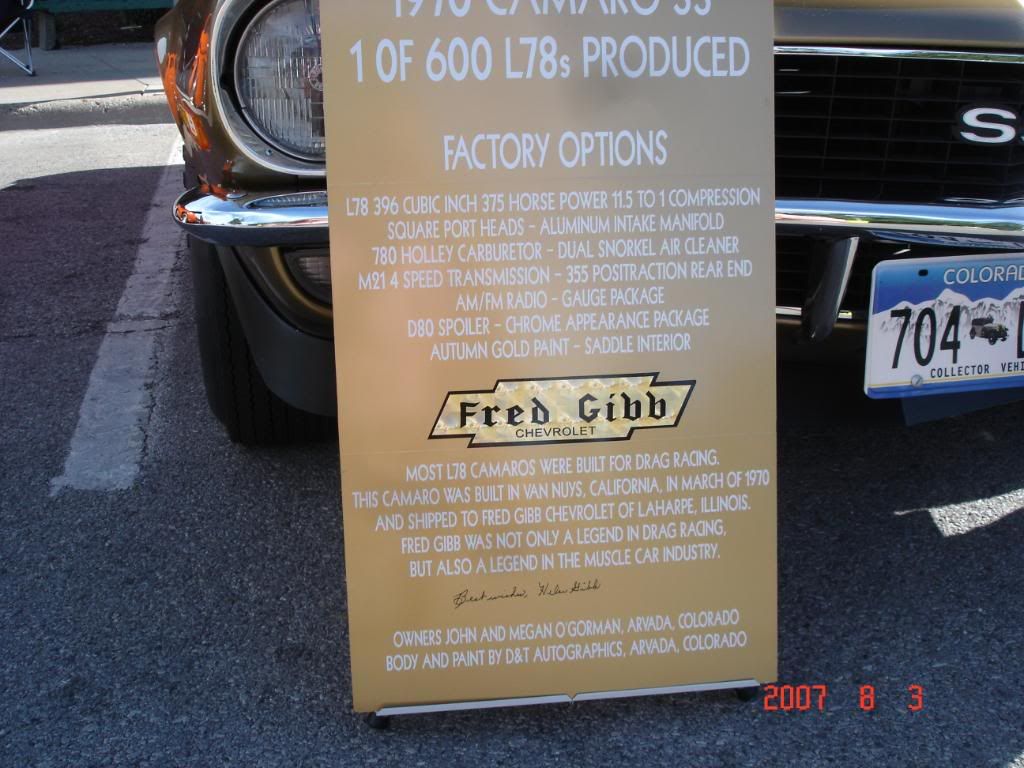 1970 CAMARO SS
1 OF 600 L78s PRODUCED
FACTORY OPTIONS
L78 396 CUBIC INCH 375 HORSE POWER 11.5 TO 1 COMPRESSION
SQUARE PORT HEADS - ALUMINUM INTAKE MANIFOLD
780 HOLLEY CARBURETOR - DUAL SNORKEL AIR CLEANER
M21 4 SPEED TRANSMISSION - 355 POSITRACTION REAR END
AM/FM RADIO - GAUGE PACKAGE
D80 SPOILER - CHROME APPEARANCE PACKAGE
AUTUMN GOLD PAINT - SADDLE INTERIOR
Fred Gibb
CHEVROLET
MOST L78 CAMAROS WERE BUILT FOR DRAG RACING.
THIS CAMARO WAS BUILT IN VAN NUYS, CALIFORNIA, IN MARCH OF 1970
AND SHIPPED TO FRED GIBB CHEVROLET OF LAHARPE, ILLINOIS.
FRED GIBB WAS NOT ONLY A LEGEND IN DRAG RACING,
BUT ALSO A LEGEND IN THE MUSCLE CAR INDUSTRY.
Best wishes, Helen Gibb
OWNERS JOHN AND MEGAN O'GORMAN, ARVADA, COLORADO
BODY AND PAINT BY D&T AUTOGRAPHICS, ARVADA, COLORADO
S
COLORAD
704 L
COLLECTOR VEHI
2007 8 3